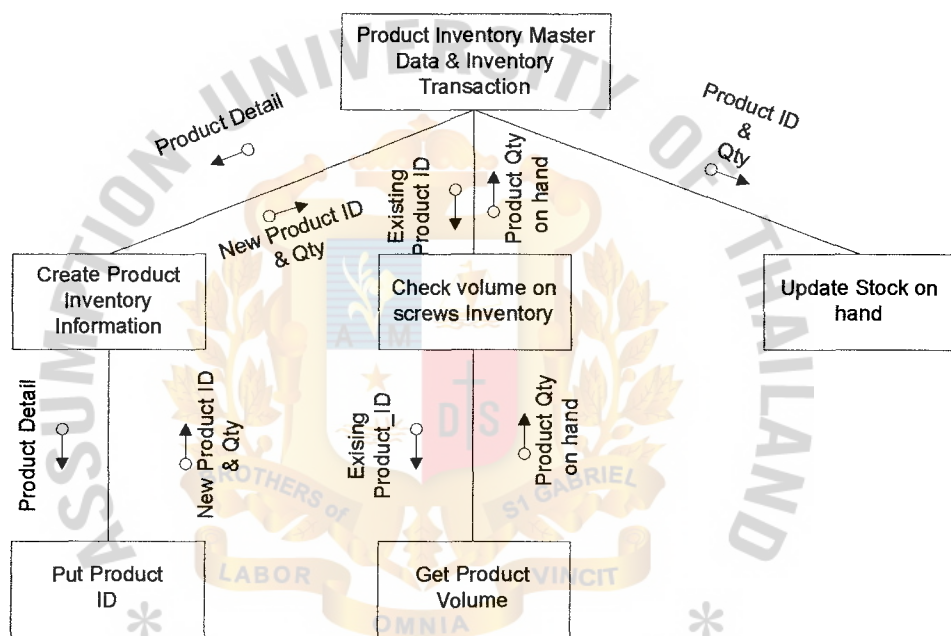 Product Inventory Master
Data & Inventory
Transaction
Product Detail
New Product ID
& Qty
Existing
Product ID
Product Qty
on hand
Product ID
&
Qty
Create Product
Inventory
Information
Check volume on
screws Inventory
Update Stock on
hand
Product Detail
New Product ID
& Qty
Exising
Product_ID
Product Qty
on hand
Put Product
ID
Get Product
Volume
ASSUMPTION UNIVERSITY OF THAILAND
A M
D S
BROTHERS of
S1 GABRIEL
LABOR
OMNIA
VINCIT